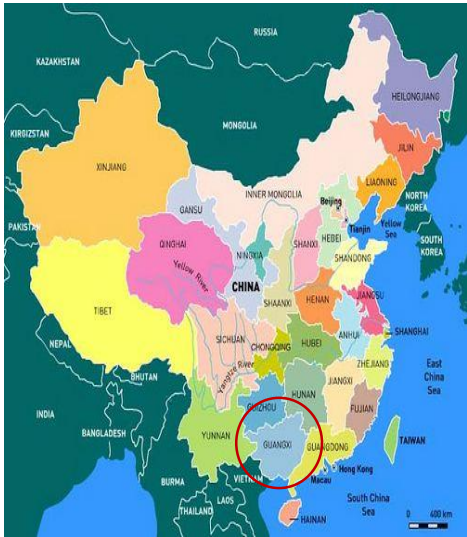 RUSSIA
KAZAKHSTAN
HEILONGJIANG
MONGOLIA
KIRGIZSTAN
JILIN
XINJIANG
LIAONING
INNER MONGOLIA
NORTH
KOREA
GANSU
Beijing
Tianjin
Yellow
Sea
PAKISTAN
QINGHAI
NINGXIA
SHANXI
HEBEI
SOUTH
KOREA
SHANDONG
Yellow River
CHINA
SHAANXI
HENAN
JIANGSU
TIBET
ANHUI
SHANGHAI
SICHUAN
CHONGQING
HUBEI
NEPAL
Yangtze River
ZHEJIANG
East
China
Sea
BHUTAN
JIANGXI
HUNAN
GUIZHOU
FUJIAN
INDIA
BANGLADESH
YUNNAN
GUANGXI
GUANGDONG
TAIWAN
Hong Kong
Macau
VIETNAM
BURMA
LAOS
South China
Sea
THAILAND
HAINAN
0 400 km